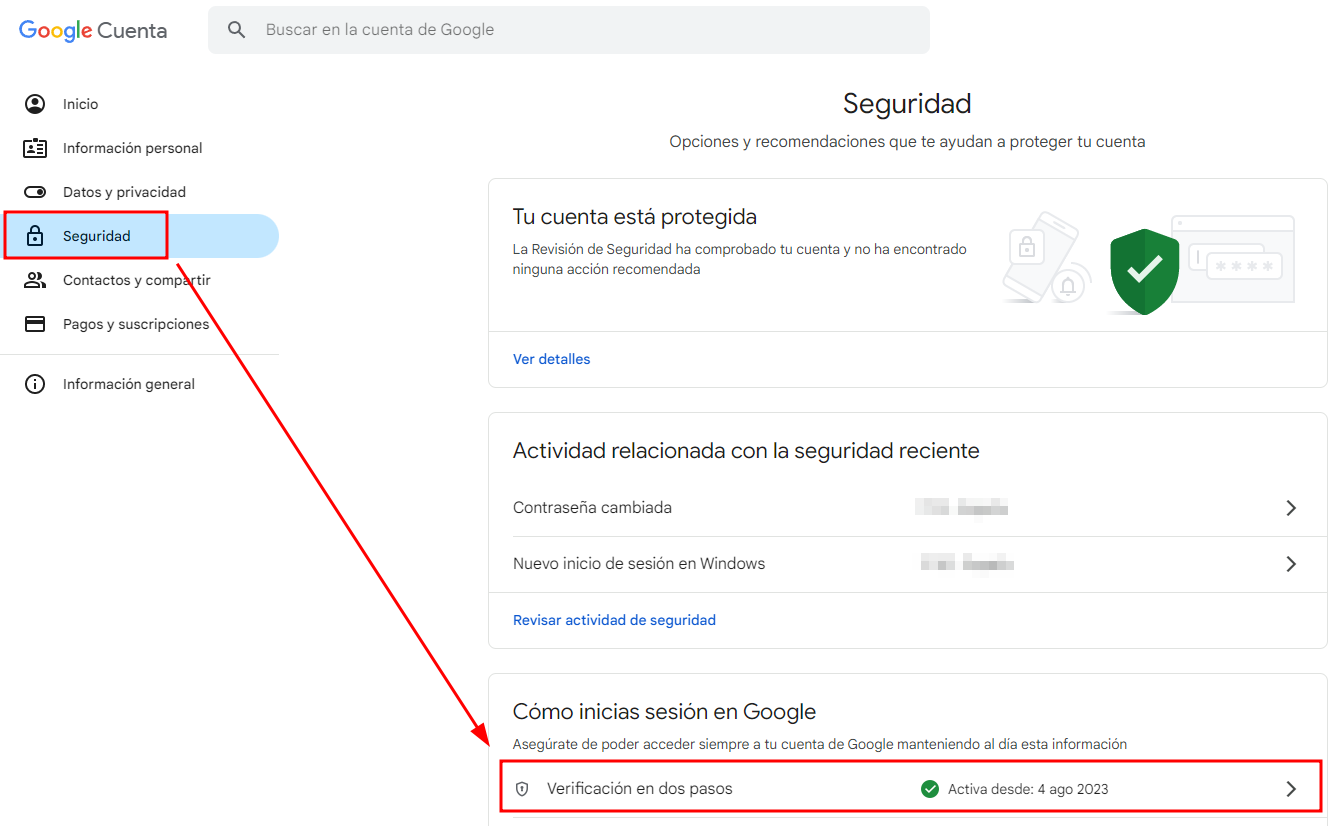 Google Cuenta
Buscar en la cuenta de Google
Inicio
Información personal
Datos y privacidad
Seguridad
Contactos y compartir
Pagos y suscripciones
Información general
Seguridad
Opciones y recomendaciones que te ayudan a proteger tu cuenta
Tu cuenta está protegida
La Revisión de Seguridad ha comprobado tu cuenta y no ha encontrado
ninguna acción recomendada
Ver detalles
Actividad relacionada con la seguridad reciente
Contraseña cambiada
Nuevo inicio de sesión en Windows
Revisar actividad de seguridad
Cómo inicias sesión en Google
Asegúrate de poder acceder siempre a tu cuenta de Google manteniendo al día esta información
Verificación en dos pasos Activa desde: 4 ago 2023